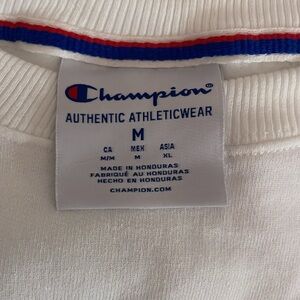 Champion
AUTHENTIC ATHLETICWEAR
M
CA MEX ASIA
M/M M XL
MADE IN HONDURAS
FABRIQUÉ AU HONDURAS
HECHO EN HONDURAS
CHAMPION.COM